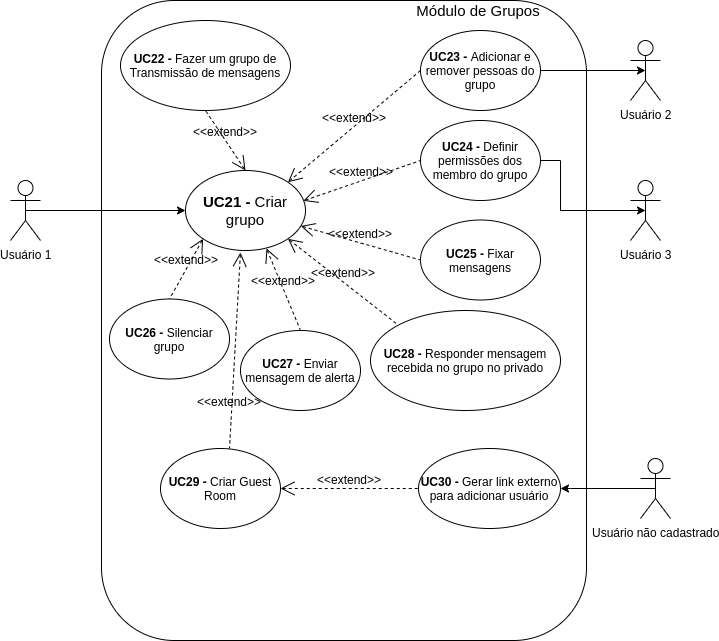 Módulo de Grupos
UC22 - Fazer um grupo de
Transmissão de mensagens
UC23 - Adicionar e
remover pessoas do
grupo
Usuário 2
<<extend>>
<<extend>>
UC24 - Definir
permissões dos
membro do grupo
<<extend>>
UC21 - Criar
grupo
Usuário 1
Usuário 3
<<extend>>
UC25 - Fixar
mensagens
<<extend>>
<<extend>>
<<extend>>
UC26 - Silenciar
grupo
UC27 - Enviar
mensagem de alerta
UC28 - Responder mensagem
recebida no grupo no privado
<<extend>>
UC29 - Criar Guest
Room
<<extend>>
UC30 - Gerar link externo
para adicionar usuário
Usuário não cadastrado